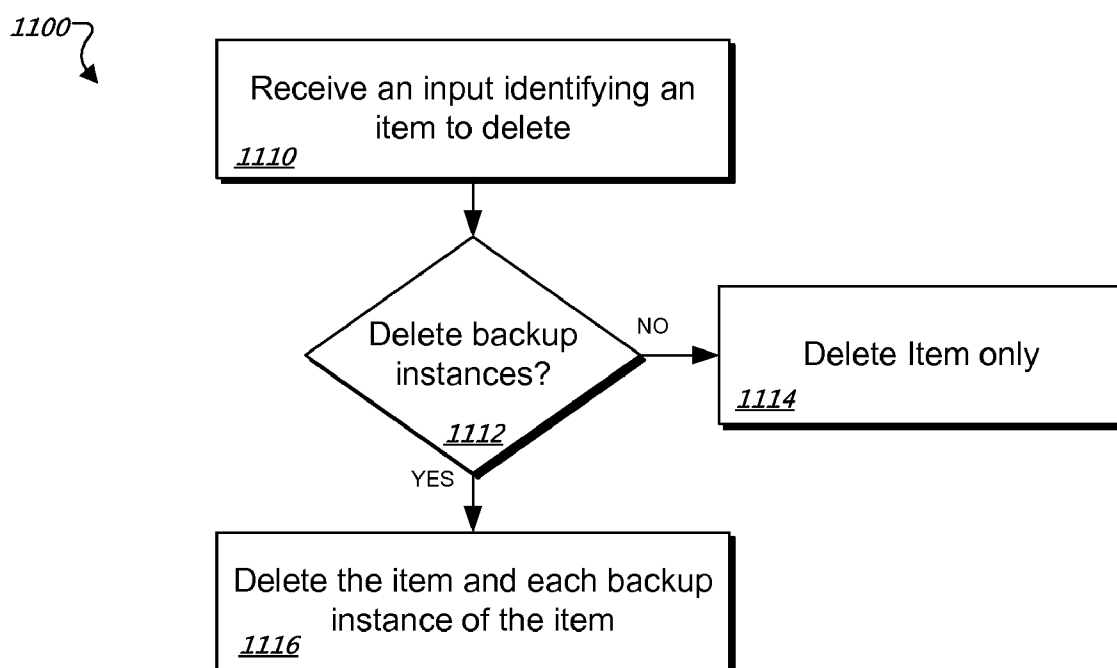 1100
Receive an input identifying an
item to delete
1110
Delete backup
instances?
1112
NO
Delete Item only
1114
YES
Delete the item and each backup
instance of the item
1116